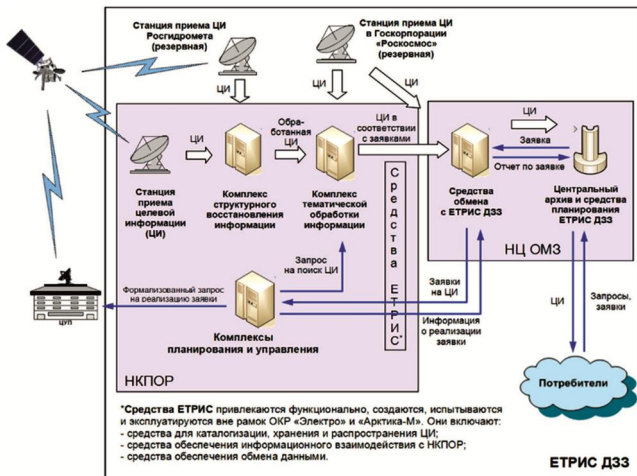 Станция приема ЦИ
Росгидромета
(резервная)
Станция приема ЦИ
в Госкорпорации
«Роскосмос»
(резервная)
ЦИ
ЦИ
ЦИ
ЦИ
Обра-
ботанная
ЦИ
ЦИ в
соответствии
с заявками
ЦИ
Заявка
Отчет по заявке
Станция
приема
целевой
информации
(ЦИ)
Комплекс
структурного
восстановления
информации
Комплекс
тематической
обработки
информации
Средства ЕТРИС*
Средства
обмена
с ЕТРИС ДЗЗ
Центральный
архив и средства
планирования
ЕТРИС ДЗЗ
НЦ ОМЗ
Запрос
на поиск ЦИ
Формализованный запрос
на реализацию заявки
ЦУП
Заявки
на ЦИ
Информация
о реализации
заявки
Комплексы
планирования и управления
НКПОР
ЦИ
Запросы,
заявки
Потребители
*Средства ЕТРИС привлекаются функционально, создаются, испытываются
и эксплуатируются вне рамок ОКР «Электро» и «Арктика-М». Они включают:
- средства для каталогизации, хранения и распространения ЦИ;
- средства обеспечения информационного взаимодействия с НКПОР;
- средства обеспечения обмена данными.
ЕТРИС ДЗЗ